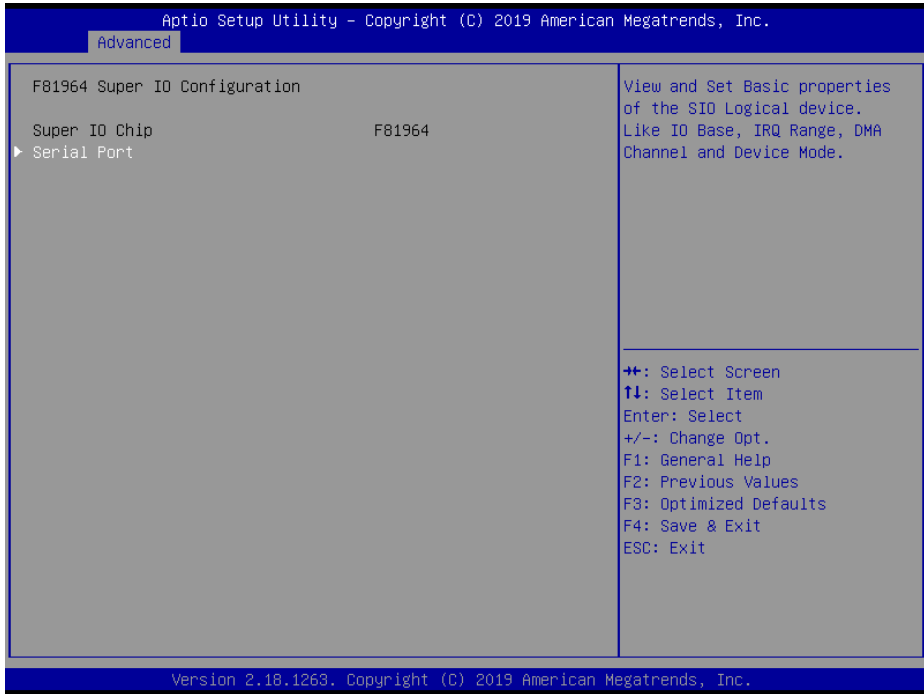 Aptio Setup Utility – Copyright (C) 2019 American Megatrends, Inc.
Advanced
F81964 Super IO Configuration
Super IO Chip F81964
▶ Serial Port
View and Set Basic properties
of the SIO Logical device.
Like IO Base, IRQ Range, DMA
Channel and Device Mode.
→←: Select Screen
↑↓: Select Item
Enter: Select
+/-: Change Opt.
F1: General Help
F2: Previous Values
F3: Optimized Defaults
F4: Save & Exit
ESC: Exit
Version 2.18.1263. Copyright (C) 2019 American Megatrends, Inc.